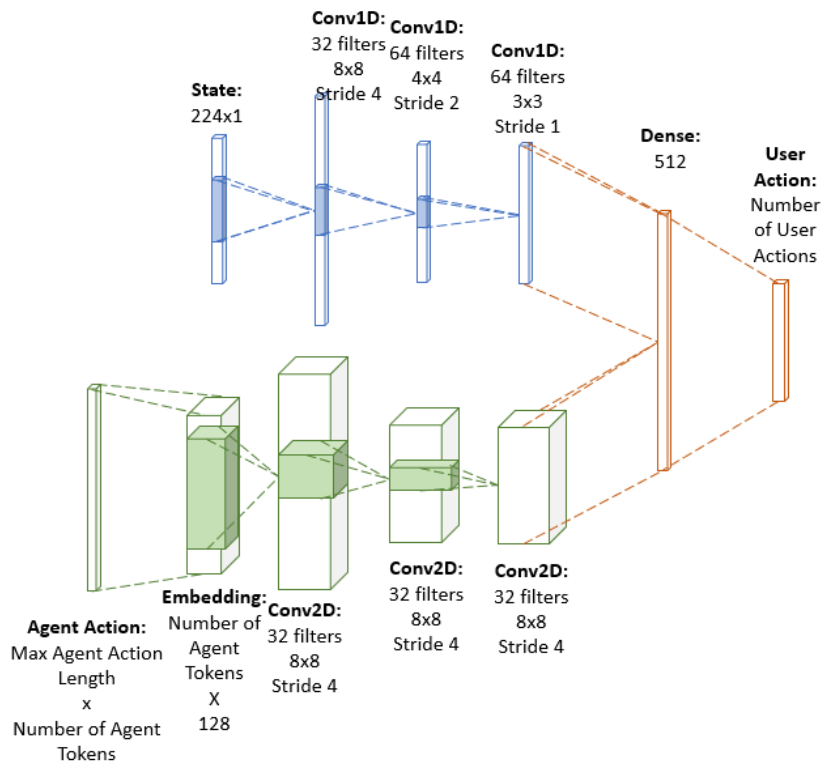 State:
224x1
Conv1D:
32 filters
8x8
Stride 4
Conv1D:
64 filters
4x4
Stride 2
Conv1D:
64 filters
3x3
Stride 1
Dense:
512
User
Action:
Number
of User
Actions
Agent Action:
Max Agent Action
Length
x
Number of Agent
Tokens
Embedding:
Number of
Agent
Tokens
X
128
Conv2D:
32 filters
8x8
Stride 4
Conv2D:
32 filters
8x8
Stride 4
Conv2D:
32 filters
8x8
Stride 4